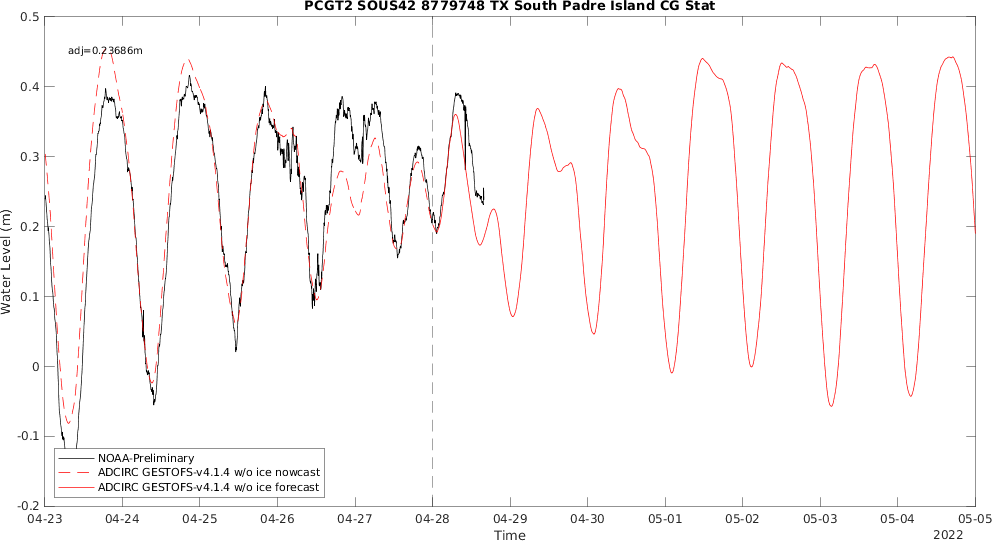 PCGT2 SOUS42 8779748 TX South Padre Island CG Stat
adj=0.23686m
0.5
0.4
0.3
0.2
0.1
0
-0.1
-0.2
Water Level (m)
NOAA-Preliminary
ADCIRC GESTOFS-v4.1.4 w/o ice nowcast
ADCIRC GESTOFS-v4.1.4 w/o ice forecast
04-23 04-24 04-25 04-26 04-27 04-28 04-29 04-30 05-01 05-02 05-03 05-04 05-05
Time
2022